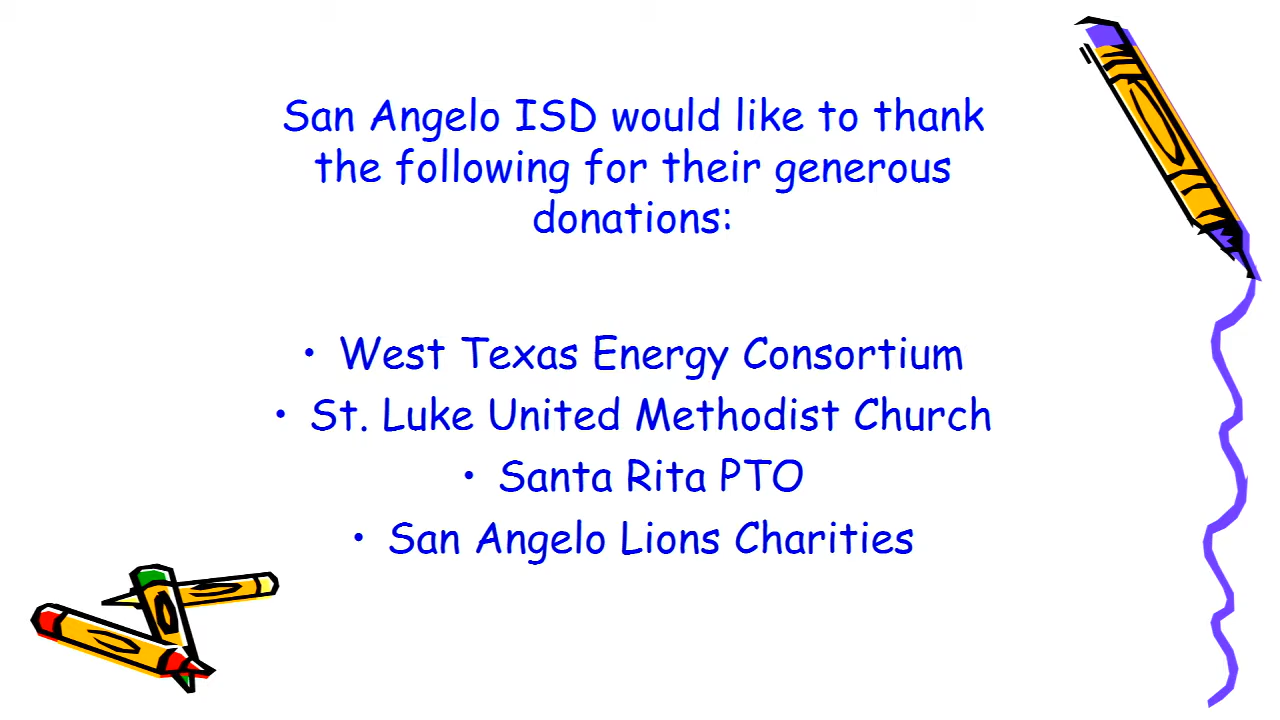 San Angelo ISD would like to thank
the following for their generous
donations:
• West Texas Energy Consortium
• St. Luke United Methodist Church
• Santa Rita PTO
• San Angelo Lions Charities